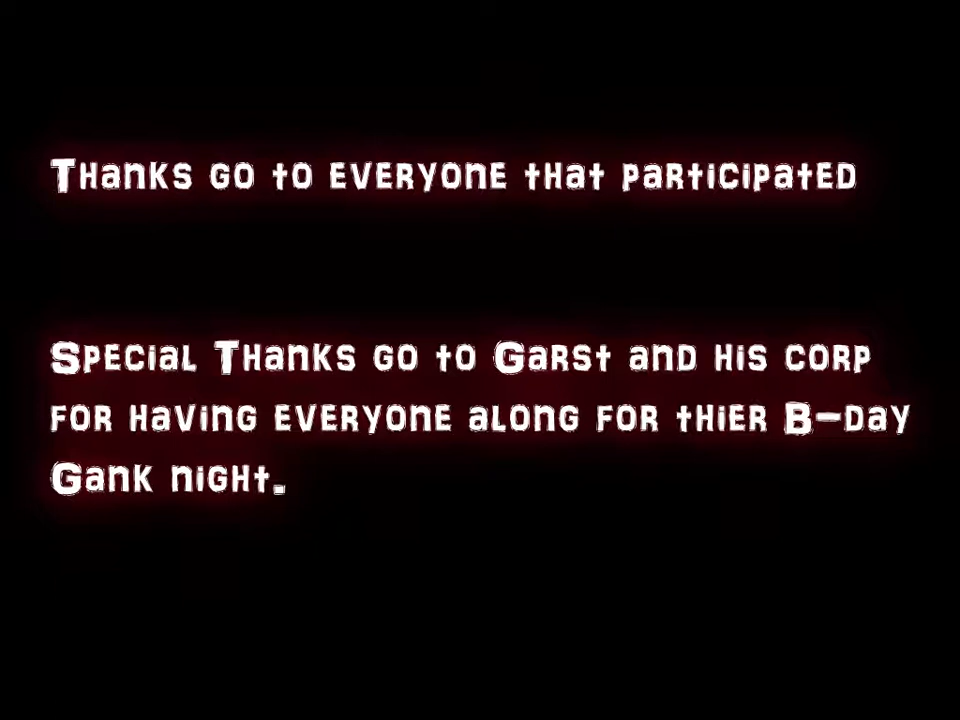 Thanks go to everyone that participated
Special Thanks go to Garst and his corp
for having everyone along for thier B-day
Gank night.